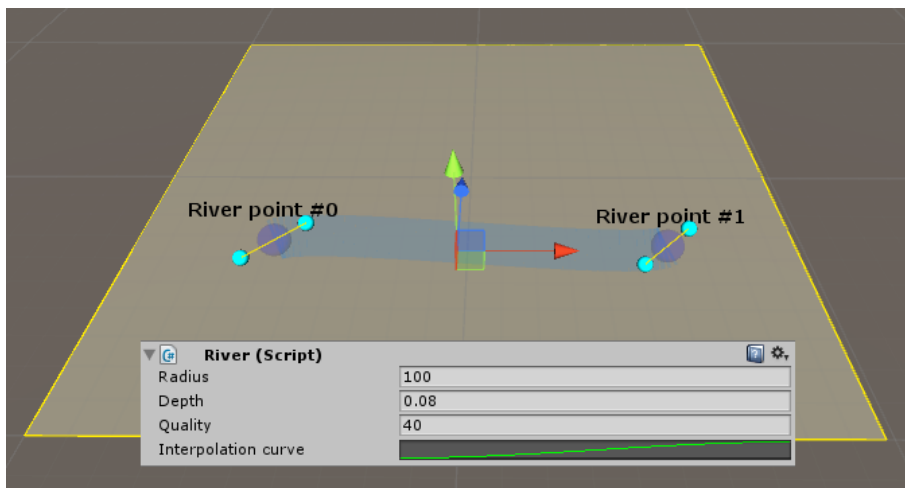 River point #0
River point #1
River (Script)
Radius 100
Depth 0.08
Quality 40
Interpolation curve